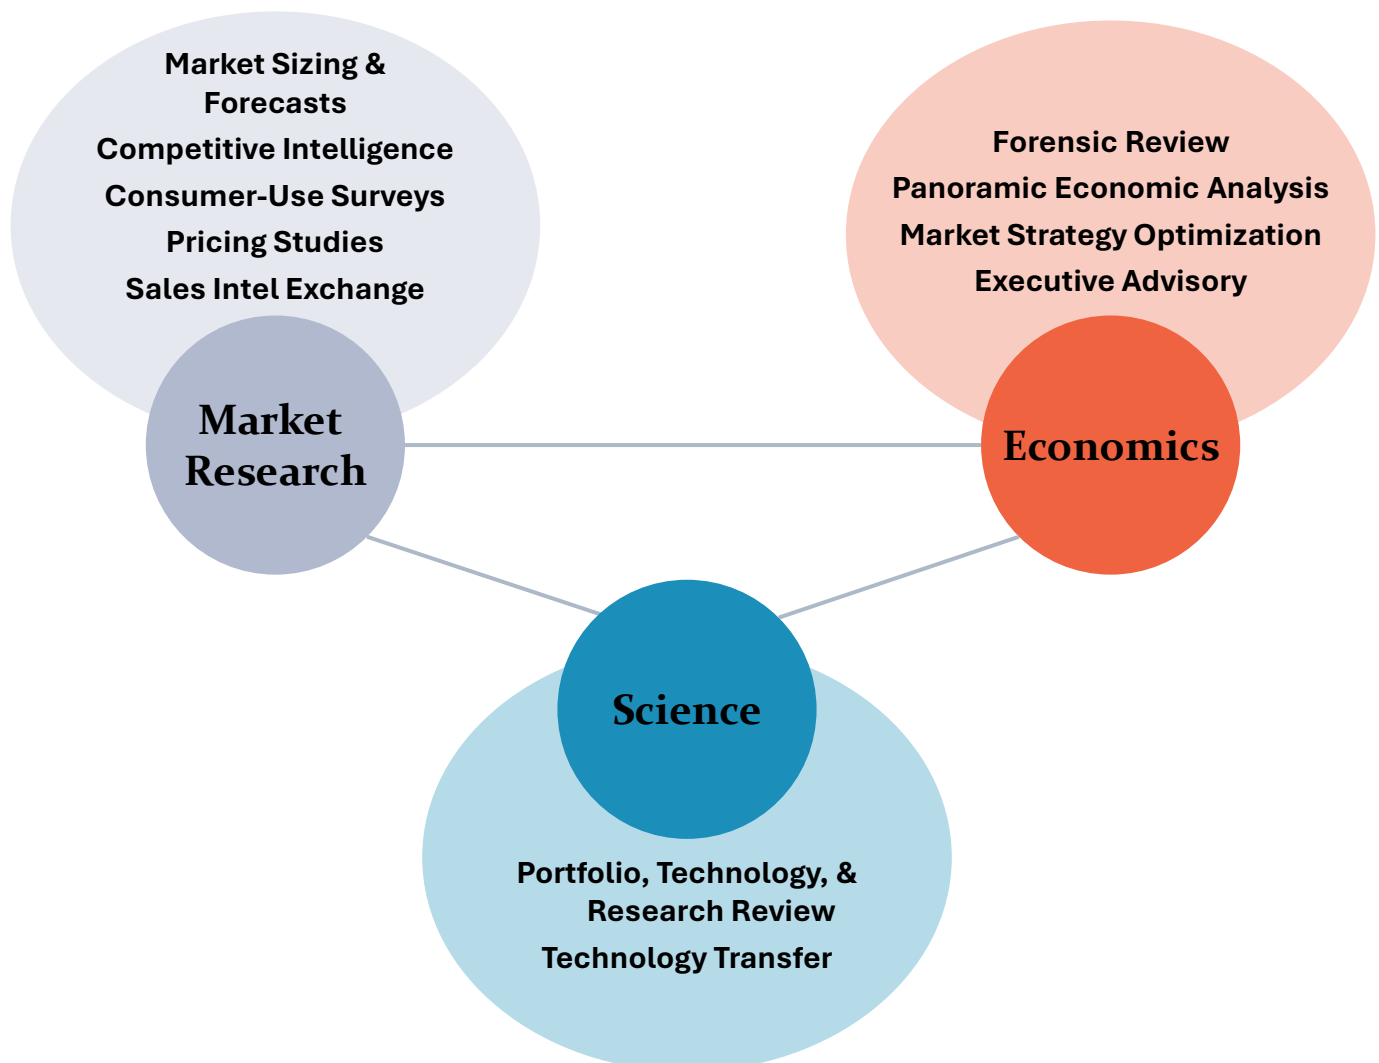 Market Sizing &
Forecasts
Competitive Intelligence
Consumer-Use Surveys
Pricing Studies
Sales Intel Exchange
Market
Research
Forensic Review
Panoramic Economic Analysis
Market Strategy Optimization
Executive Advisory
Economics
Science
Portfolio, Technology, &
Research Review
Technology Transfer